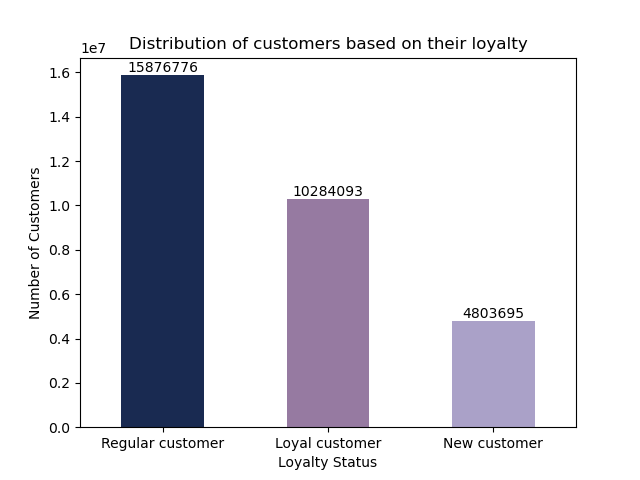 Distribution of customers based on their loyalty
1e7
1.6
1.4
1.2
1.0
0.8
0.6
0.4
0.2
0.0
Number of Customers
15876776
10284093
4803695
Regular customer
Loyal customer
New customer
Loyalty Status